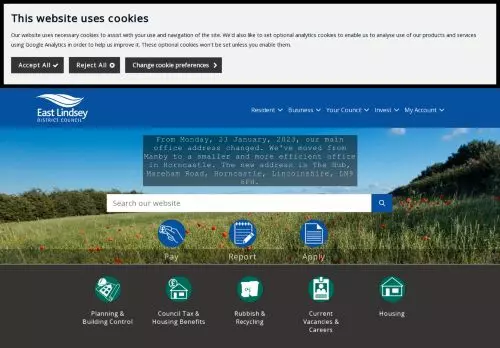 This website uses cookies
Our website uses necessary cookies to assist with your use and navigation of the site. We'd also like to set optional analytics cookies to enable us to analyse use of our products and services
using Google Analytics in order to help us improve it. These optional cookies won't be set unless you enable them.
Accept All
Reject All
Change cookie preferences
East Lindsey
DISTRICT COUNCIL
Resident
Business
Your Council
Invest
My Account
From Monday, 23 January, 2023, our main
office address changed. We've moved from
Manby to a smaller and more efficient office
in Horncastle. The new address is The Hub,
Mareham Road, Horncastle, Lincolnshire, LN9
6PH.
Search our website
Pay
Report
Apply
Planning &
Building Control
Council Tax &
Housing Benefits
Rubbish &
Recycling
Current
Vacancies &
Careers
Housing